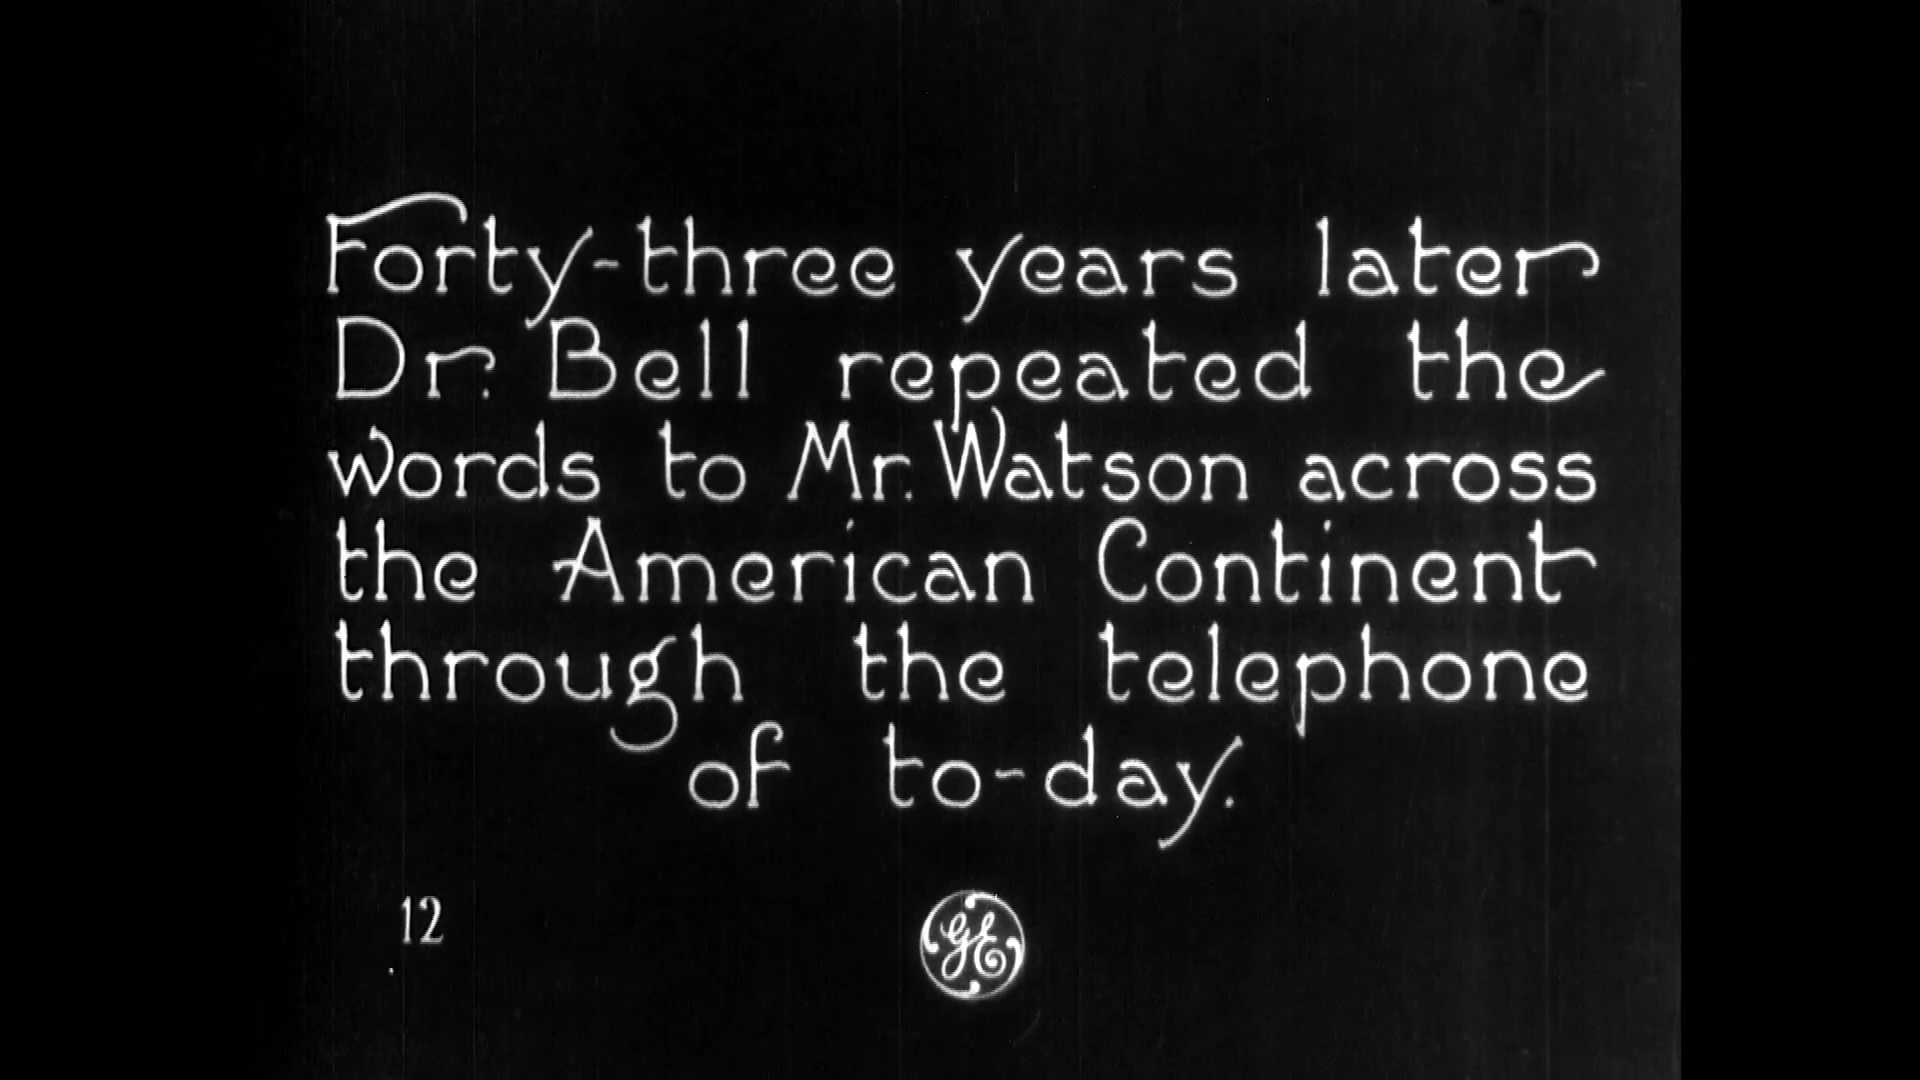 Forty-three years later
Dr. Bell repeated the
words to Mr. Watson across
the American Continent
through the telephone
of to-day.
12
GE